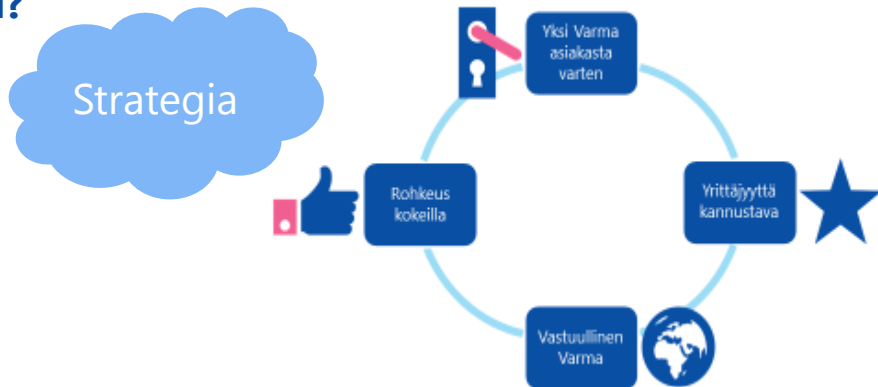 ?
Strategia
Yksi Varma
asiakasta
varten
Rohkeus
kokeilla
Yrittäjyyttä
kannustava
Vastuullinen
Varma